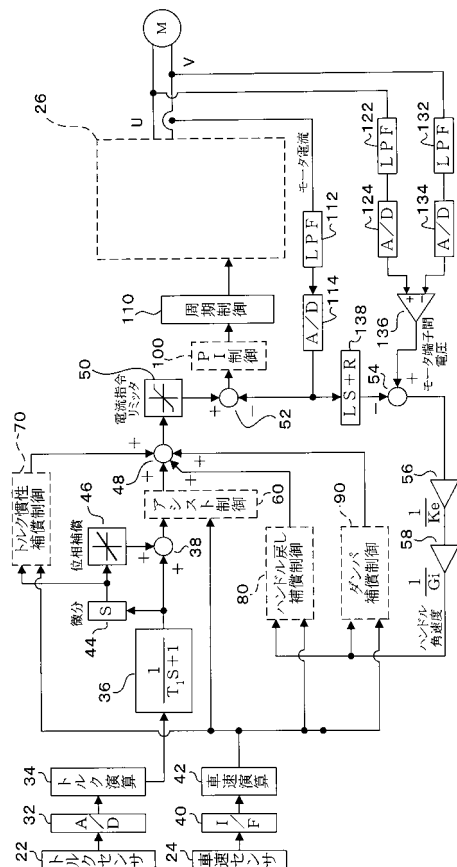 22
トルクセンサ
32
A/D
34
トルク演算
24
車速センサ
40
I/F
42
車速演算
36
1
T₁S+1
微分
44
S
位相補償
46
+
+
38
70
トルク慣性
補償制御
アシスト制御
60
ハンドル戻し
補償制御
80
ダンパ
補償制御
90
+
+
+
+
48
電流指令
リミッタ
50
+
−
52
PI制御
100
周期制御
110
26
U
V
M
モータ電流
LPF
112
A/D
114
LS+R
138
LPF
122
A/D
124
LPF
132
A/D
134
+
−
136
モータ端子間
電圧
+
−
54
56
1
Ke
58
1
Gi
ハンドル
角速度